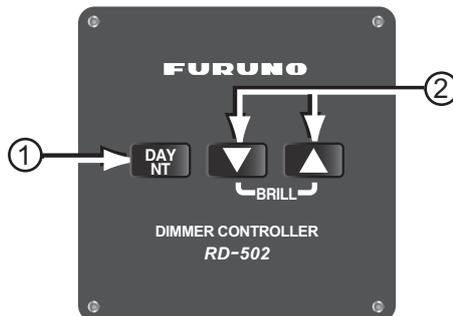 FURUNO
②
①
DAY
NT
BRILL
DIMMER CONTROLLER
RD-502